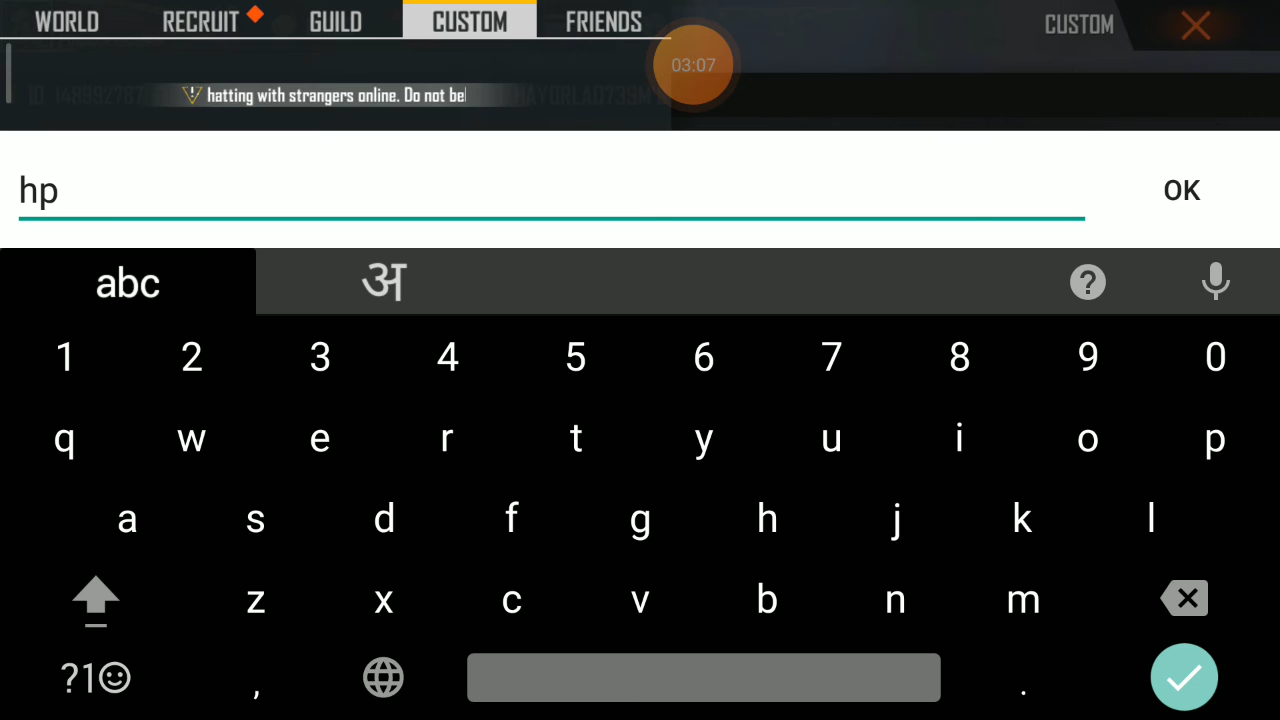 WORLD RECRUIT GUILD CUSTOM FRIENDS CUSTOM
03:07
hatting with strangers online. Do not be
hp OK
abc अ ?
1 2 3 4 5 6 7 8 9 0
q w e r t y u i o p
a s d f g h j k l
z x c v b n m
?1☺ , .